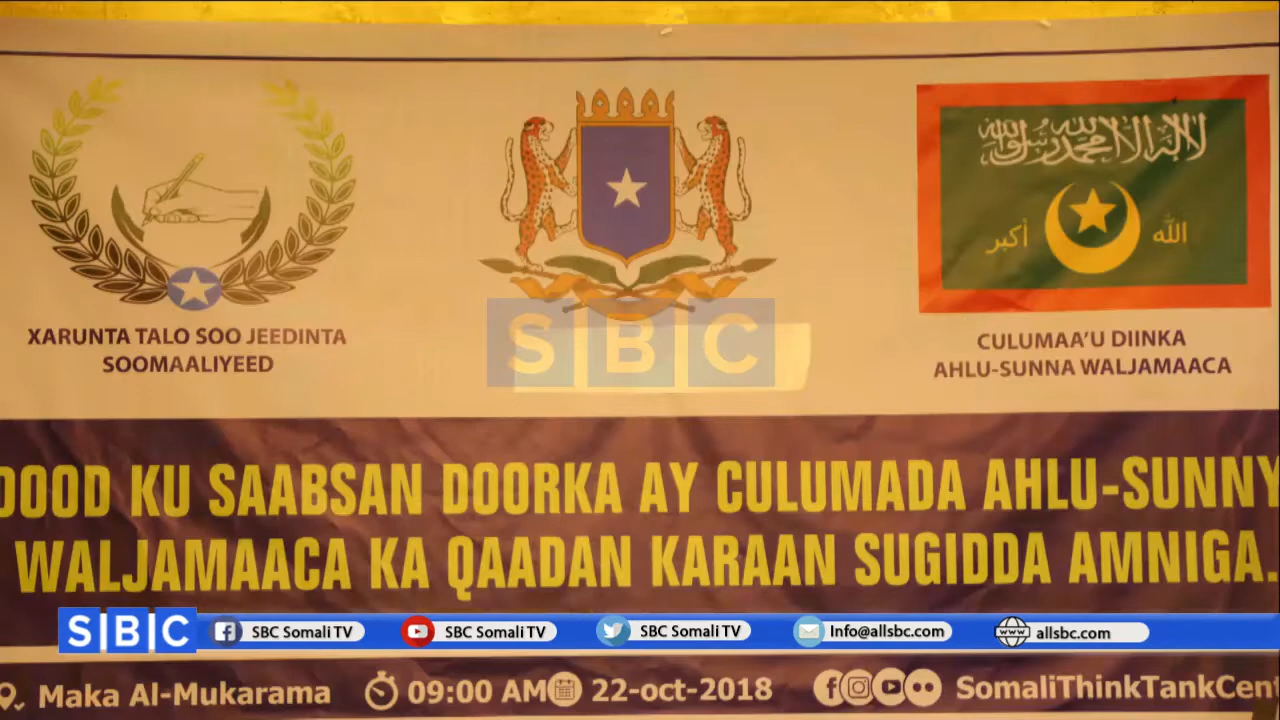 لا إله إلا الله محمد رسول الله
الله أكبر
XARUNTA TALO SOO JEEDINTA
SOOMAALIYEED
CULUMAA'U DIINKA
AHLU-SUNNA WALJAMAACA
SBC
DOOD KU SAABSAN DOORKA AY CULUMADA AHLU-SUNNY
WALJAMAACA KA QAADAN KARAAN SUGIDDA AMNIGA.
SBC SBC Somali TV SBC Somali TV SBC Somali TV Info@allsbc.com www allsbc.com
Maka Al-Mukarama 09:00 AM 22-oct-2018 SomaliThinkTankCent